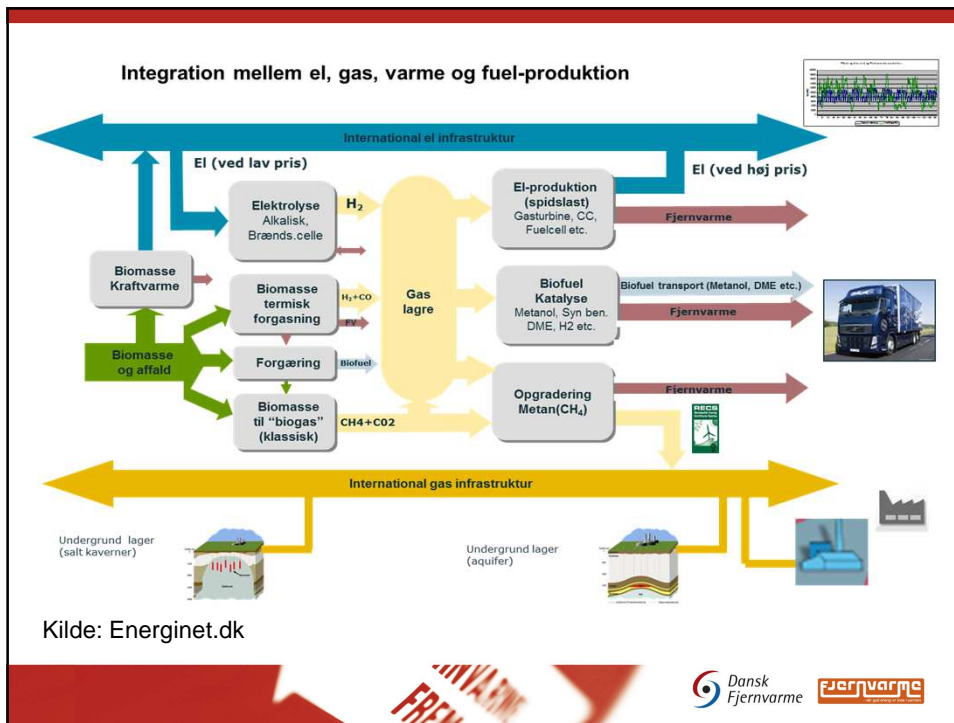 Integration mellem el, gas, varme og fuel-produktion
International el infrastruktur
El (ved lav pris)
El (ved høj pris)
Elektrolyse
Alkalisk,
Brænds.celle
H2
El-produktion
(spidslast)
Gasturbine, CC,
Fuelcell etc.
Fjernvarme
Biomasse
Kraftvarme
Biomasse
termisk
forgasning
H2+CO
FV
Gas
lagre
Biofuel
Katalyse
Metanol, Syn ben.
DME, H2 etc.
Biofuel transport (Metanol, DME etc.)
Fjernvarme
Biomasse
og affald
Forgæring
Biofuel
Biomasse
til "biogas"
(klassisk)
CH4+C02
Opgradering
Metan(CH4)
Fjernvarme
RECS
International gas infrastruktur
Undergrund lager
(salt kaverner)
Undergrund lager
(aquifer)
Kilde: Energinet.dk
Dansk
Fjernvarme
Fjernvarme